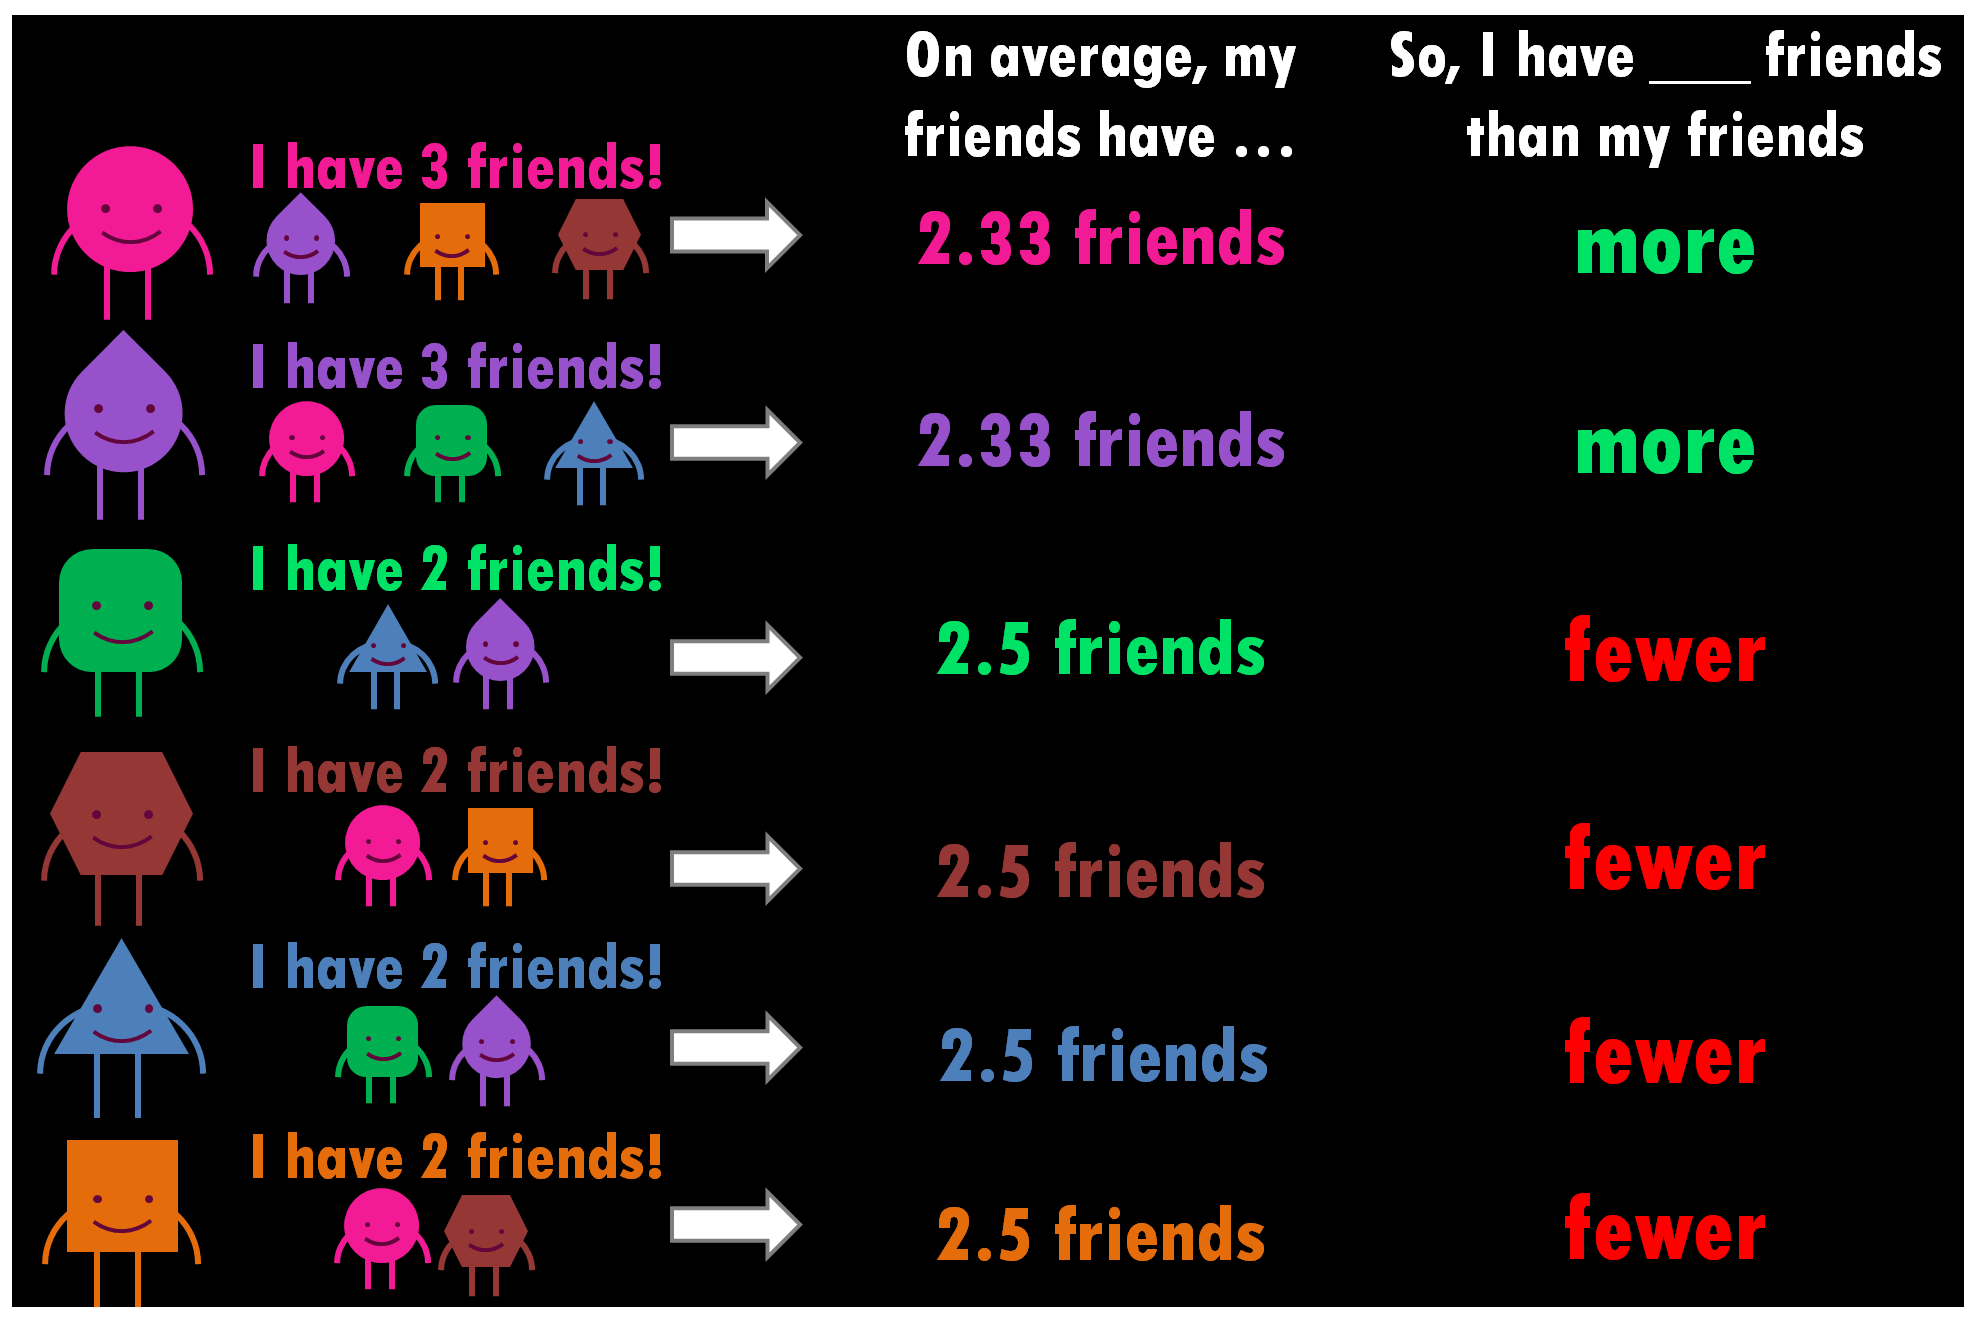 On average, my
friends have ...
So, I have ____ friends
than my friends
I have 3 friends!
2.33 friends
more
I have 3 friends!
2.33 friends
more
I have 2 friends!
2.5 friends
fewer
I have 2 friends!
2.5 friends
fewer
I have 2 friends!
2.5 friends
fewer
I have 2 friends!
2.5 friends
fewer